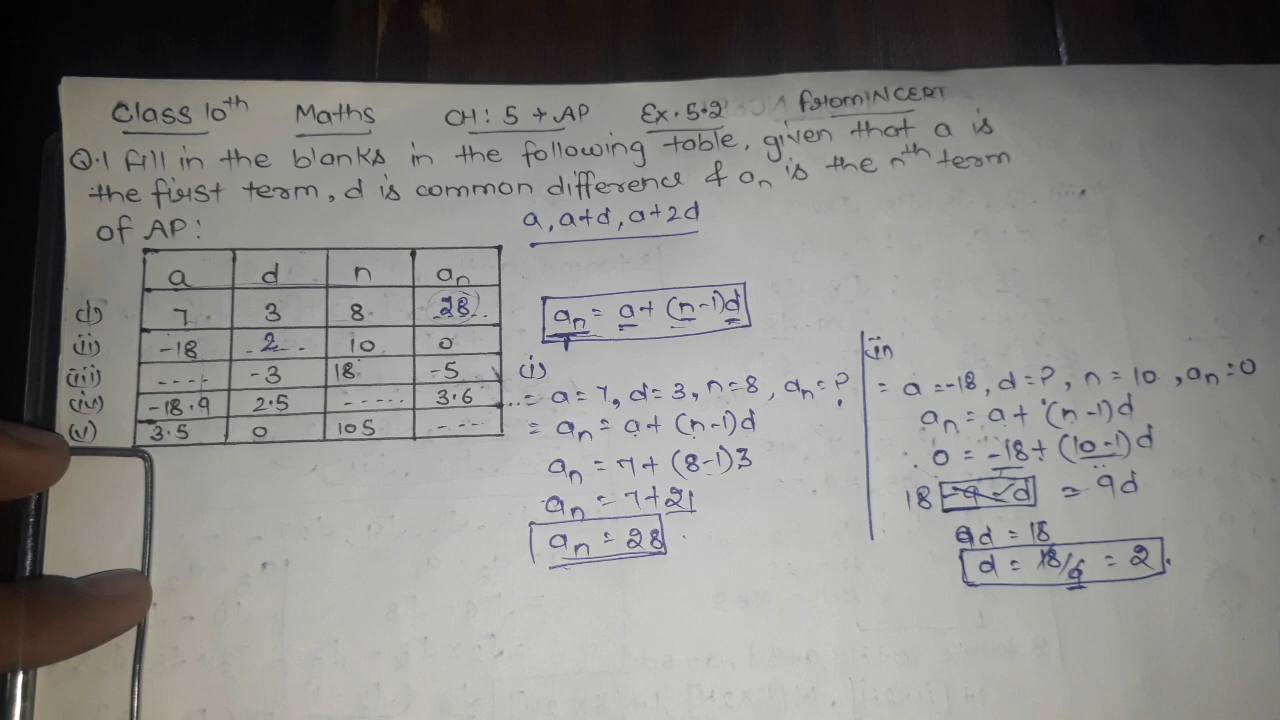 Class 10th Maths CH: 5 + AP Ex. 5.2 from NCERT
Q.1 Fill in the blanks in the following table, given that a is
the first term, d is common difference & an is the nth term
of AP:
a, a+d, a+2d
a d n an
(i) 7 3 8 28
(ii) -18 2 10 0
(iii) .... -3 18 -5
(iv) -18.9 2.5 ..... 3.6
(v) 3.5 0 105 ---
an = a + (n-1)d
(i)
= a = 7, d = 3, n = 8, an = ?
= an = a + (n-1)d
an = 7 + (8-1)3
an = 7 + 21
an = 28
(ii)
= a = -18, d = ?, n = 10, an = 0
an = a + (n-1)d
0 = -18 + (10-1)d
18 = 9d
9d = 18
d = 18/9 = 2